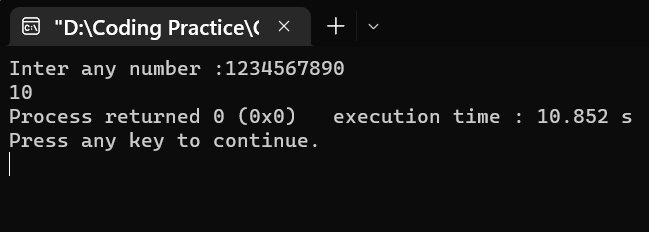 "D:\Coding Practice\C
Inter any number :1234567890
10
Process returned 0 (0x0)   execution time : 10.852 s
Press any key to continue.